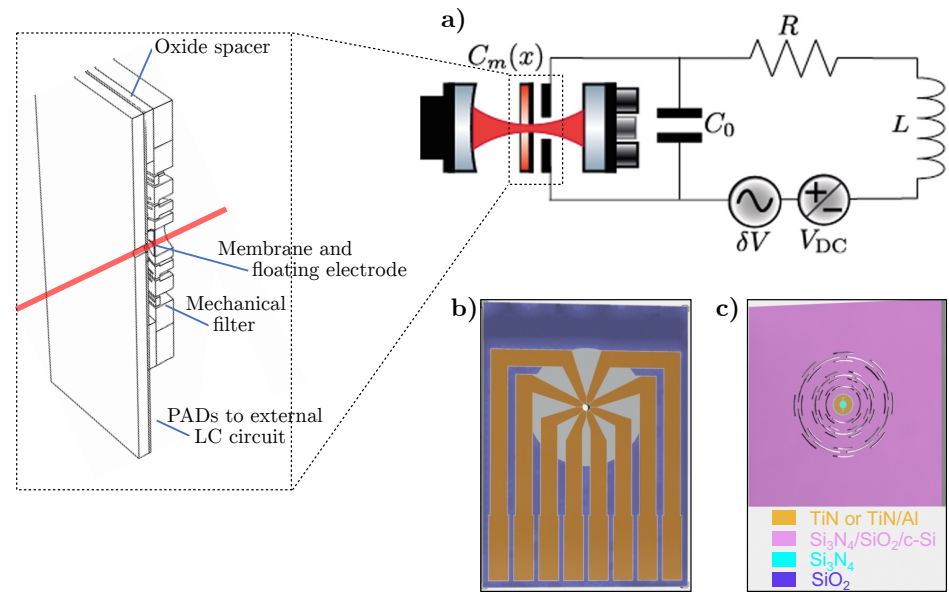 a)
Oxide spacer
Membrane and
floating electrode
Mechanical
filter
PADs to external
LC circuit
C_m(x)
R
C_0
L
δV
V_DC
b)
c)
TiN or TiN/Al
Si₃N₄/SiO₂/c-Si
Si₃N₄
SiO₂